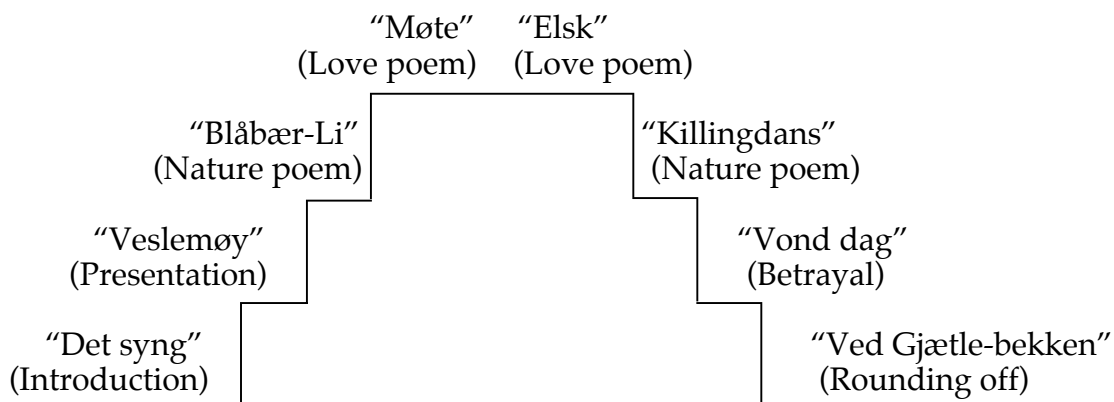 “Møte”
(Love poem)
“Elsk”
(Love poem)
“Blåbær-Li”
(Nature poem)
“Killingdans”
(Nature poem)
“Veslemøy”
(Presentation)
“Vond dag”
(Betrayal)
“Det syng”
(Introduction)
“Ved Gjætle-bekken”
(Rounding off)